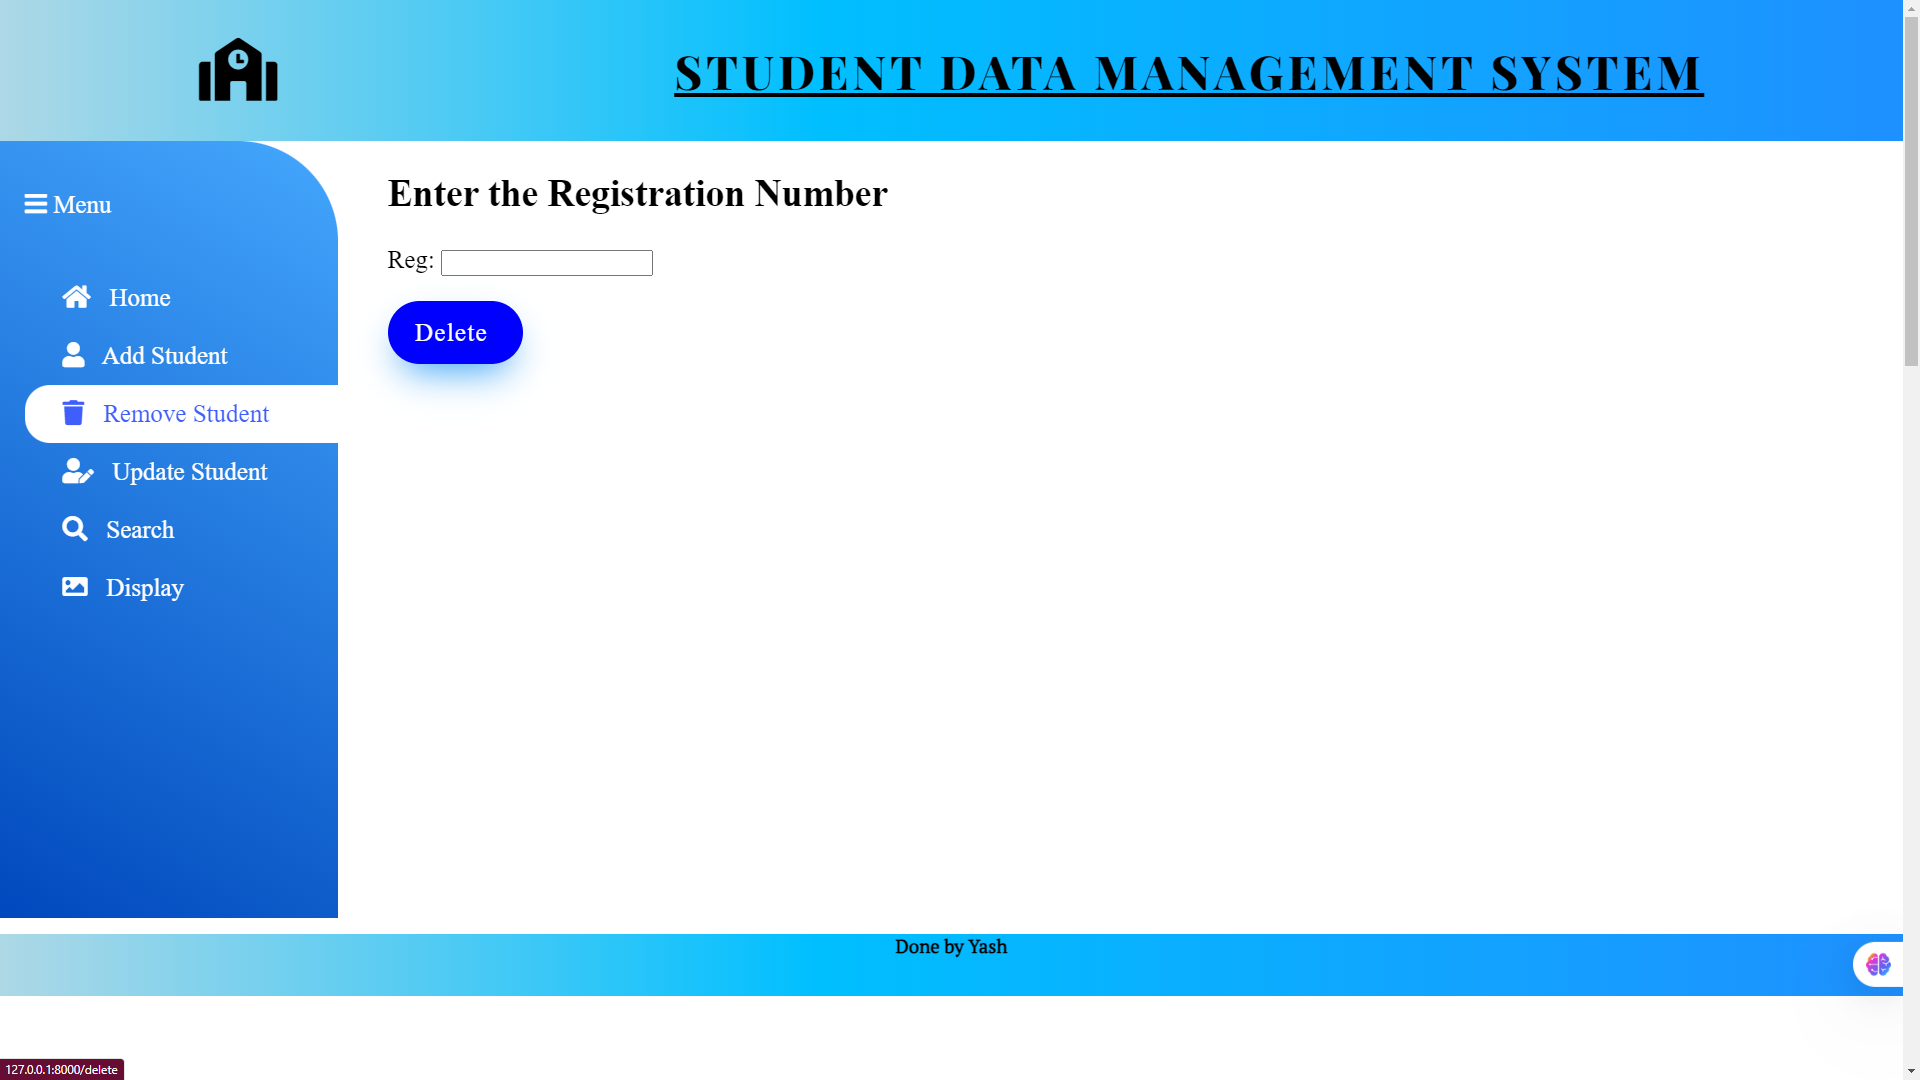 STUDENT DATA MANAGEMENT SYSTEM
Menu
Home
Add Student
Remove Student
Update Student
Search
Display
Enter the Registration Number
Reg:
Delete
Done by Yash
127.0.0.1:8000/delete